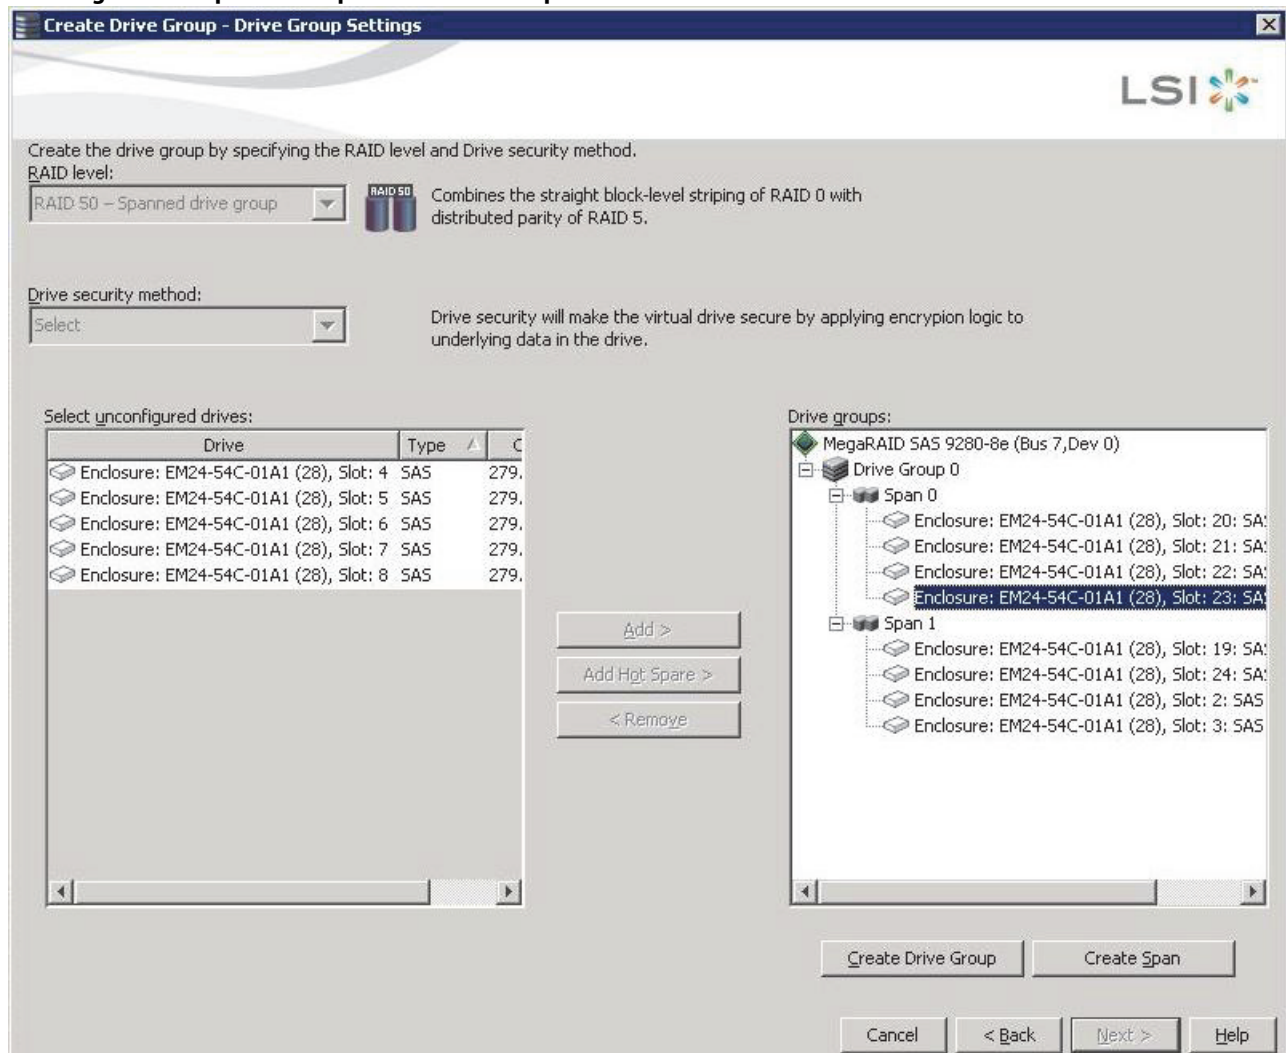 Create Drive Group - Drive Group Settings
LSI
Create the drive group by specifying the RAID level and Drive security method.
RAID level:
RAID 50 – Spanned drive group
RAID 50
Combines the straight block-level striping of RAID 0 with
distributed parity of RAID 5.
Drive security method:
Select
Drive security will make the virtual drive secure by applying encrypion logic to
underlying data in the drive.
Select unconfigured drives:
Drive Type C
Enclosure: EM24-54C-01A1 (28), Slot: 4 SAS 279.
Enclosure: EM24-54C-01A1 (28), Slot: 5 SAS 279.
Enclosure: EM24-54C-01A1 (28), Slot: 6 SAS 279.
Enclosure: EM24-54C-01A1 (28), Slot: 7 SAS 279.
Enclosure: EM24-54C-01A1 (28), Slot: 8 SAS 279.
Add >
Add Hot Spare >
< Remove
Drive groups:
MegaRAID SAS 9280-8e (Bus 7,Dev 0)
Drive Group 0
Span 0
Enclosure: EM24-54C-01A1 (28), Slot: 20: SA
Enclosure: EM24-54C-01A1 (28), Slot: 21: SA
Enclosure: EM24-54C-01A1 (28), Slot: 22: SA
Enclosure: EM24-54C-01A1 (28), Slot: 23: SA
Span 1
Enclosure: EM24-54C-01A1 (28), Slot: 19: SA
Enclosure: EM24-54C-01A1 (28), Slot: 24: SA
Enclosure: EM24-54C-01A1 (28), Slot: 2: SAS
Enclosure: EM24-54C-01A1 (28), Slot: 3: SAS
Create Drive Group
Create Span
Cancel
< Back
Next >
Help